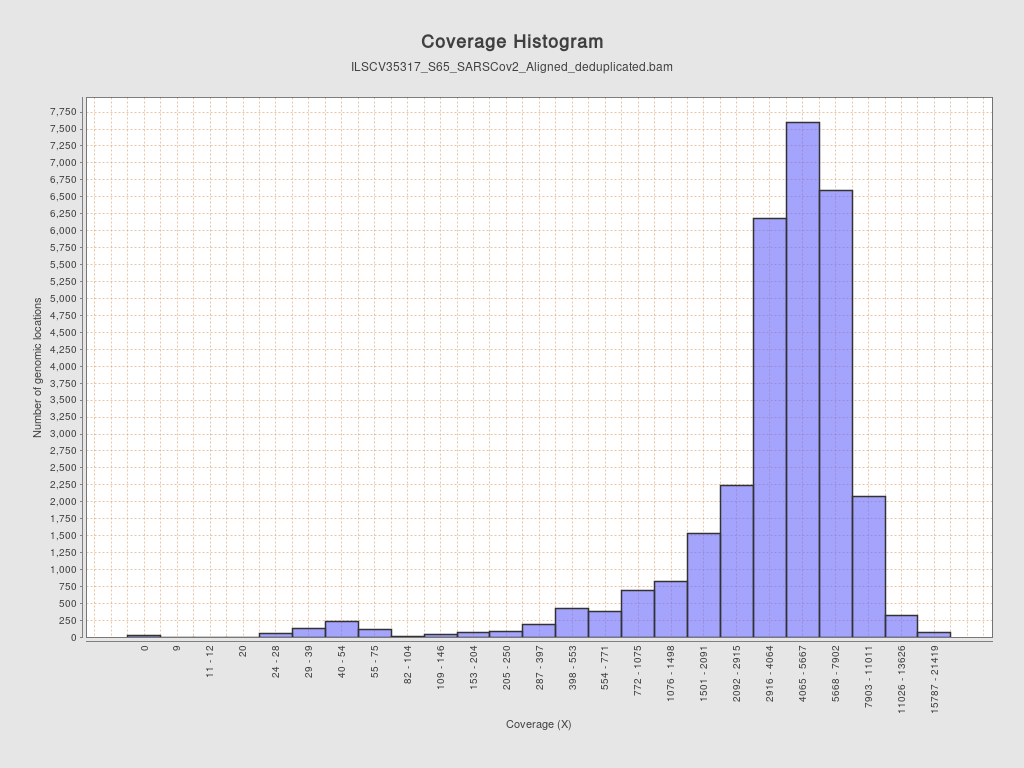 Coverage Histogram
ILSCV35317_S65_SARSCov2_Aligned_deduplicated.bam
Number of genomic locations
7,750
7,500
7,250
7,000
6,750
6,500
6,250
6,000
5,750
5,500
5,250
5,000
4,750
4,500
4,250
4,000
3,750
3,500
3,250
3,000
2,750
2,500
2,250
2,000
1,750
1,500
1,250
1,000
750
500
250
0
0
9
11 - 12
20
24 - 28
29 - 39
40 - 54
55 - 75
82 - 104
109 - 146
153 - 204
205 - 250
287 - 397
398 - 553
554 - 771
772 - 1075
1076 - 1498
1501 - 2091
2092 - 2915
2916 - 4064
4065 - 5667
5668 - 7902
7903 - 11011
11026 - 13626
15787 - 21419
Coverage (X)